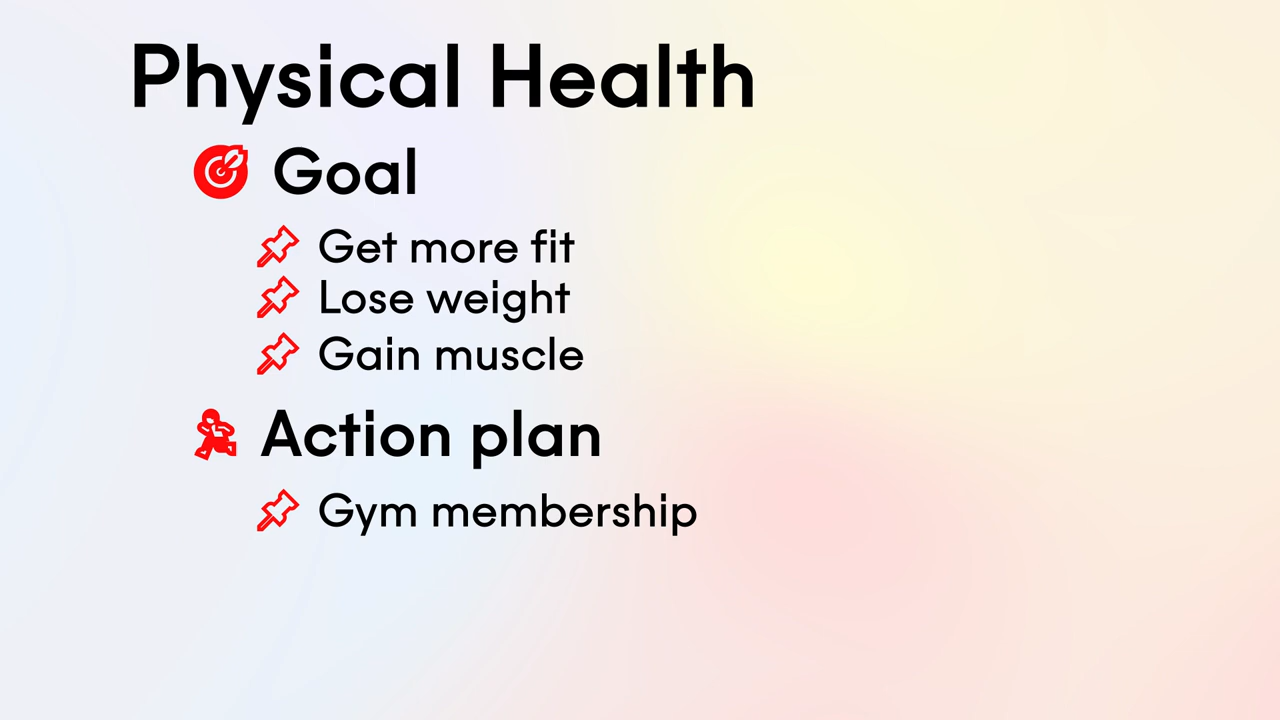 Physical Health
Goal
Get more fit
Lose weight
Gain muscle
Action plan
Gym membership